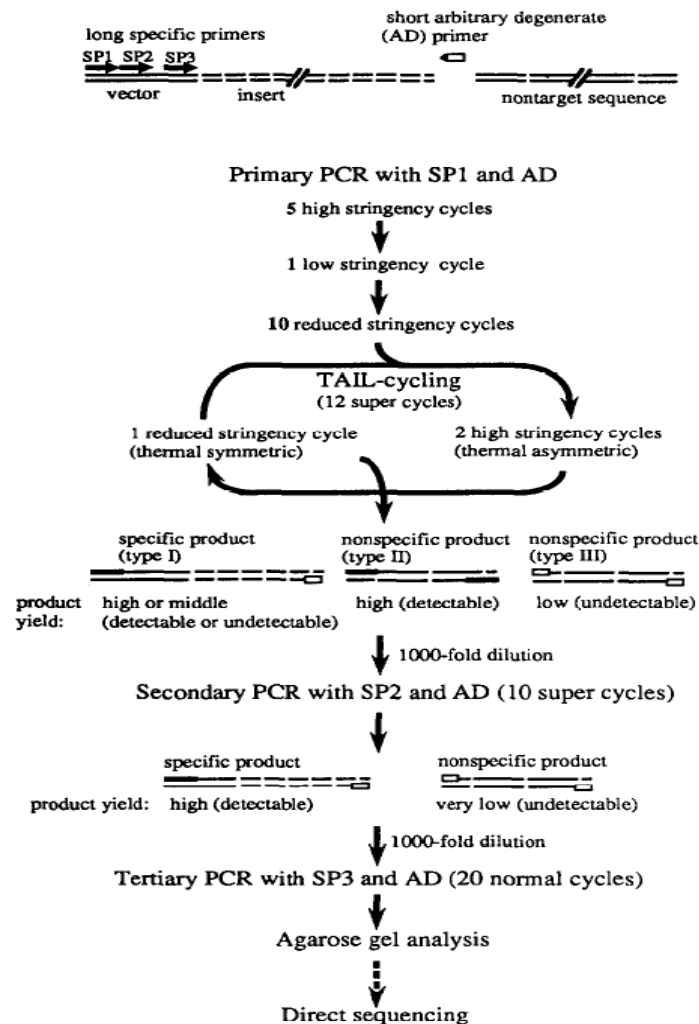 long specific primers
short arbitrary degenerate
(AD) primer
SP1 SP2 SP3
vector
insert
nontarget sequence
Primary PCR with SP1 and AD
5 high stringency cycles
1 low stringency cycle
10 reduced stringency cycles
TAIL-cycling
(12 super cycles)
1 reduced stringency cycle
(thermal symmetric)
2 high stringency cycles
(thermal asymmetric)
specific product
(type I)
nonspecific product
(type II)
nonspecific product
(type III)
product
yield:
high or middle
(detectable or undetectable)
high (detectable)
low (undetectable)
1000-fold dilution
Secondary PCR with SP2 and AD (10 super cycles)
specific product
nonspecific product
product yield:
high (detectable)
very low (undetectable)
1000-fold dilution
Tertiary PCR with SP3 and AD (20 normal cycles)
Agarose gel analysis
Direct sequencing